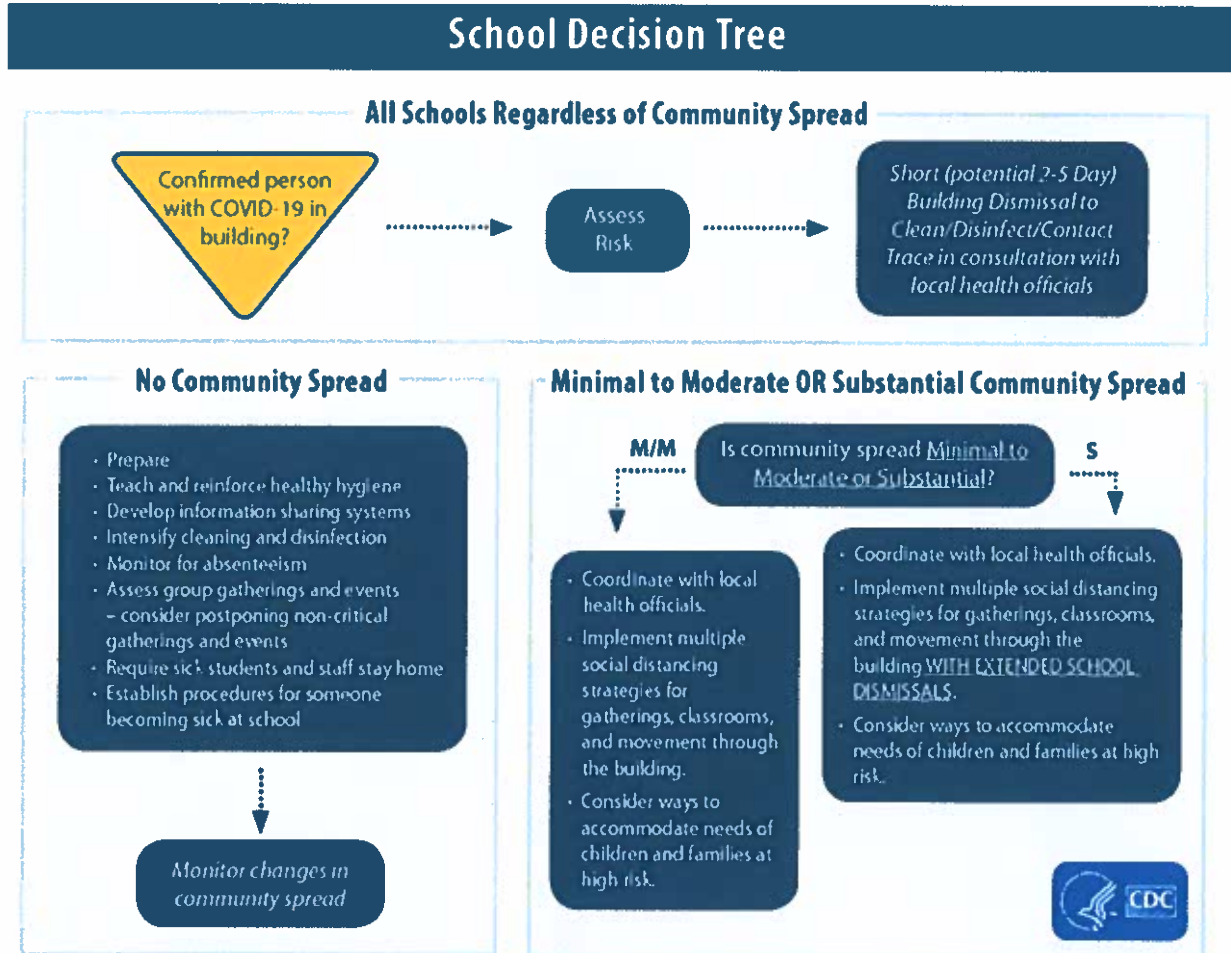 School Decision Tree
All Schools Regardless of Community Spread
Confirmed person
with COVID-19 in
building?
Assess
Risk
Short (potential 2-5 Day)
Building Dismissal to
Clean/Disinfect/Contact
Trace in consultation with
local health officials
No Community Spread
· Prepare
· Teach and reinforce healthy hygiene
· Develop information sharing systems
· Intensify cleaning and disinfection
· Monitor for absenteeism
· Assess group gatherings and events
– consider postponing non-critical
gatherings and events
· Require sick students and staff stay home
· Establish procedures for someone
becoming sick at school
Monitor changes in
community spread
Minimal to Moderate OR Substantial Community Spread
M/M
Is community spread Minimal to
Moderate or Substantial?
S
· Coordinate with local
health officials.
· Implement multiple
social distancing
strategies for
gatherings, classrooms,
and movement through
the building.
· Consider ways to
accommodate needs of
children and families at
high risk.
· Coordinate with local health officials.
· Implement multiple social distancing
strategies for gatherings, classrooms,
and movement through the
building WITH EXTENDED SCHOOL
DISMISSALS.
· Consider ways to accommodate
needs of children and families at high
risk.
CDC